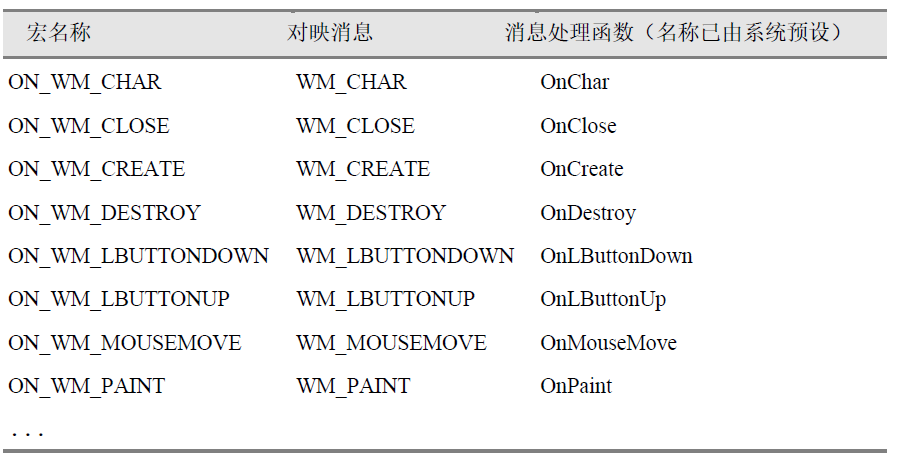 宏名称 对映消息 消息处理函数（名称已由系统预设）
ON_WM_CHAR WM_CHAR OnChar
ON_WM_CLOSE WM_CLOSE OnClose
ON_WM_CREATE WM_CREATE OnCreate
ON_WM_DESTROY WM_DESTROY OnDestroy
ON_WM_LBUTTONDOWN WM_LBUTTONDOWN OnLButtonDown
ON_WM_LBUTTONUP WM_LBUTTONUP OnLButtonUp
ON_WM_MOUSEMOVE WM_MOUSEMOVE OnMouseMove
ON_WM_PAINT WM_PAINT OnPaint
...